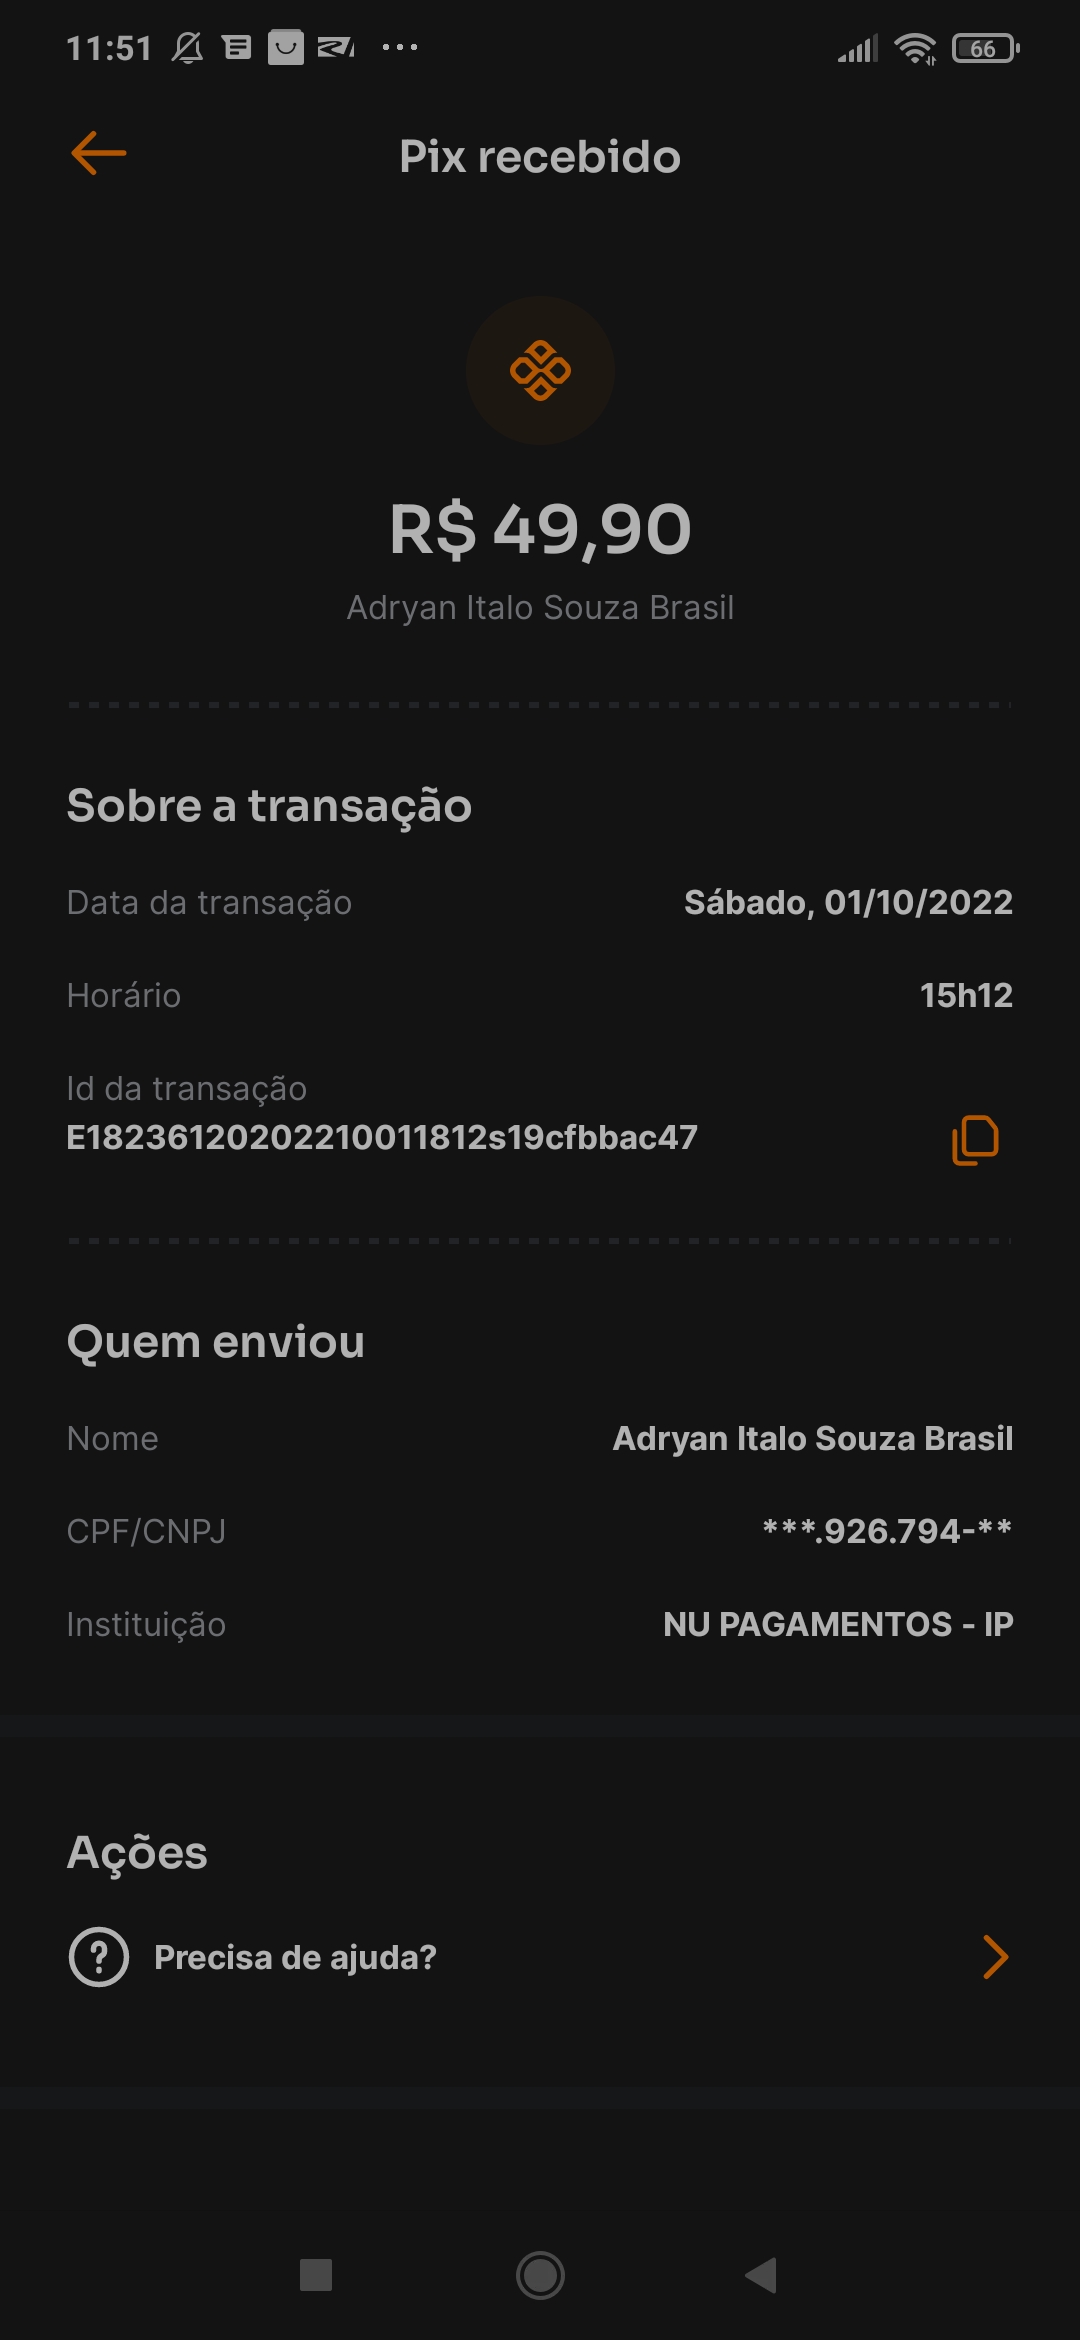 11:51
66
Pix recebido
R$ 49,90
Adryan Italo Souza Brasil
Sobre a transação
Data da transação Sábado, 01/10/2022
Horário 15h12
Id da transação
E18236120202210011812s19cfbbac47
Quem enviou
Nome Adryan Italo Souza Brasil
CPF/CNPJ ***.926.794-**
Instituição NU PAGAMENTOS - IP
Ações
Precisa de ajuda?